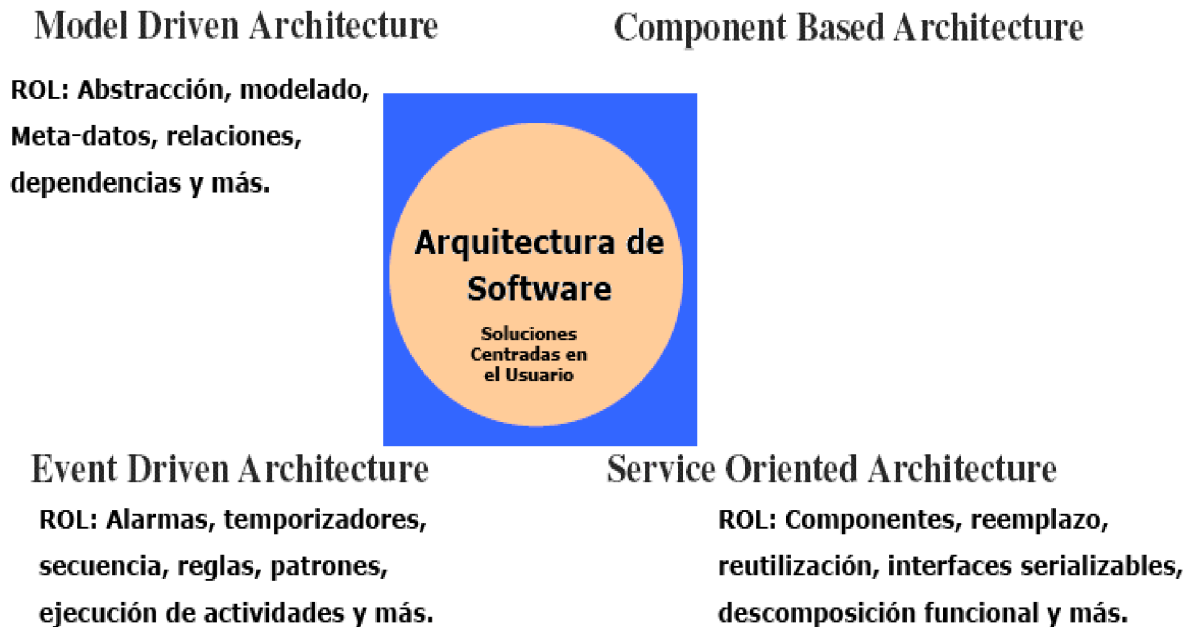 Model Driven Architecture
Component Based Architecture
ROL: Abstracción, modelado,
Meta-datos, relaciones,
dependencias y más.
Arquitectura de
Software
Soluciones
Centradas en
el Usuario
Event Driven Architecture
Service Oriented Architecture
ROL: Alarmas, temporizadores,
secuencia, reglas, patrones,
ejecución de actividades y más.
ROL: Componentes, reemplazo,
reutilización, interfaces serializables,
descomposición funcional y más.